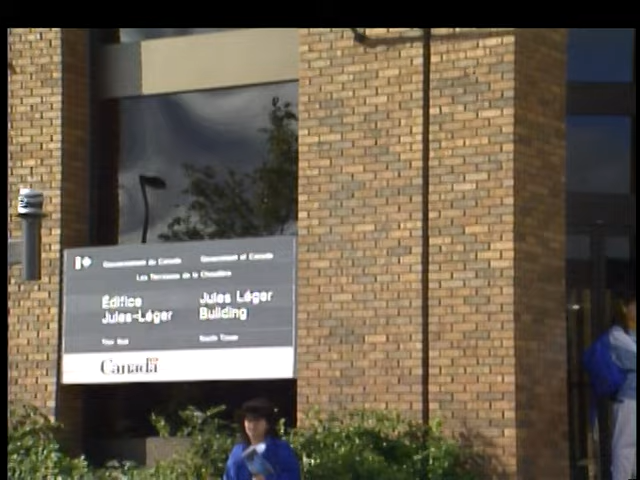 Gouvernement du Canada Government of Canada
Les Terrasses de la Chaudière
Édifice Jules Léger
Jules-Léger Building
Tour Sud South Tower
Canada